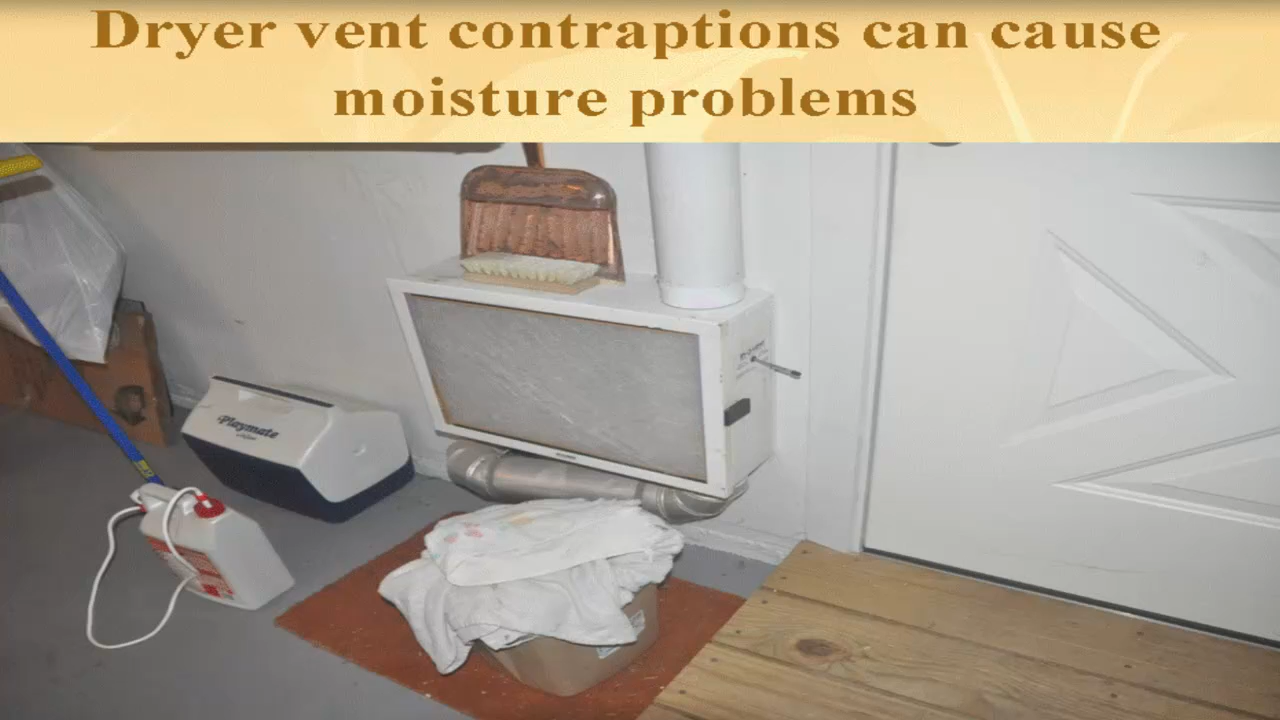 Dryer vent contraptions can cause
moisture problems
Playmate